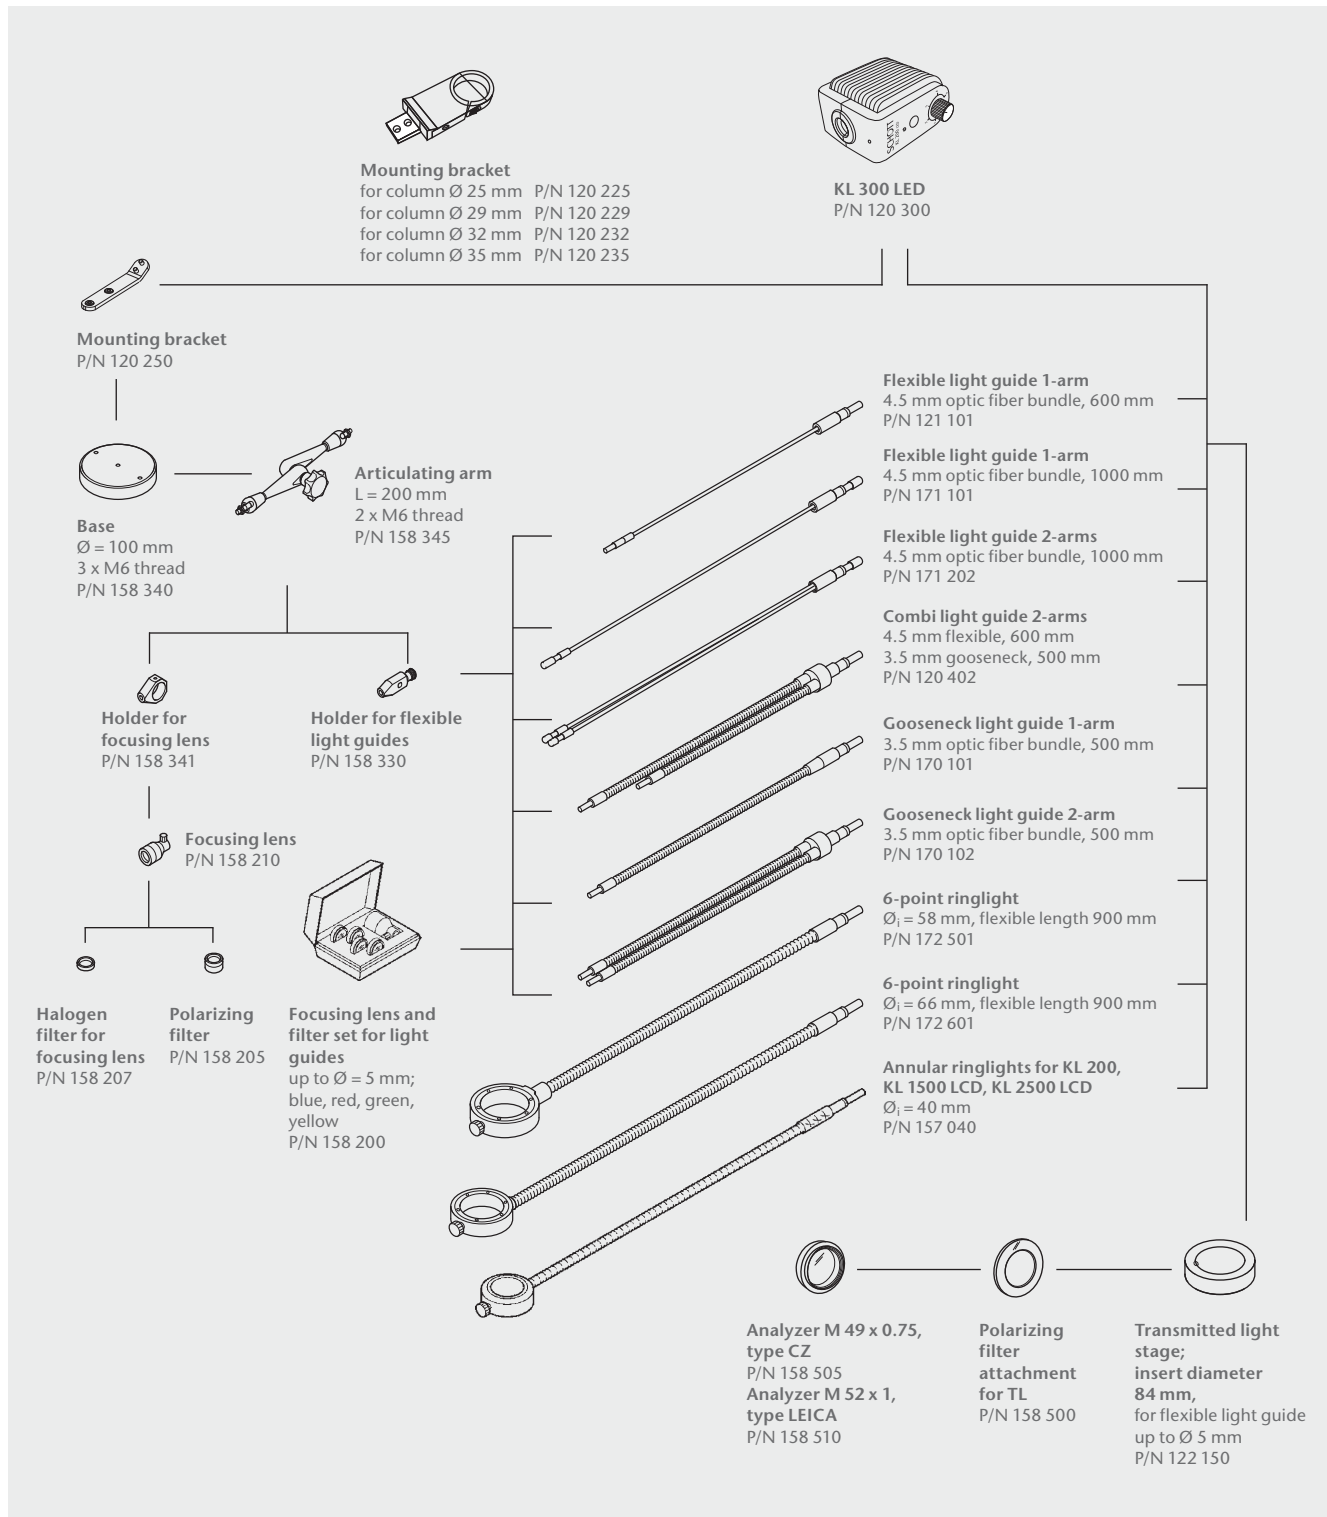 SCHOTT
Mounting bracket
for column Ø 25 mm P/N 120 225
for column Ø 29 mm P/N 120 229
for column Ø 32 mm P/N 120 232
for column Ø 35 mm P/N 120 235
KL 300 LED
P/N 120 300
Mounting bracket
P/N 120 250
Base
Ø = 100 mm
3 x M6 thread
P/N 158 340
Articulating arm
L = 200 mm
2 x M6 thread
P/N 158 345
Holder for
focusing lens
P/N 158 341
Holder for flexible
light guides
P/N 158 330
Focusing lens
P/N 158 210
Halogen
filter for
focusing lens
P/N 158 207
Polarizing
filter
P/N 158 205
Focusing lens and
filter set for light
guides
up to Ø = 5 mm;
blue, red, green,
yellow
P/N 158 200
Flexible light guide 1-arm
4.5 mm optic fiber bundle, 600 mm
P/N 121 101
Flexible light guide 1-arm
4.5 mm optic fiber bundle, 1000 mm
P/N 171 101
Flexible light guide 2-arms
4.5 mm optic fiber bundle, 1000 mm
P/N 171 202
Combi light guide 2-arms
4.5 mm flexible, 600 mm
3.5 mm gooseneck, 500 mm
P/N 120 402
Gooseneck light guide 1-arm
3.5 mm optic fiber bundle, 500 mm
P/N 170 101
Gooseneck light guide 2-arm
3.5 mm optic fiber bundle, 500 mm
P/N 170 102
6-point ringlight
Øi = 58 mm, flexible length 900 mm
P/N 172 501
6-point ringlight
Øi = 66 mm, flexible length 900 mm
P/N 172 601
Annular ringlights for KL 200,
KL 1500 LCD, KL 2500 LCD
Øi = 40 mm
P/N 157 040
Analyzer M 49 x 0.75,
type CZ
P/N 158 505
Analyzer M 52 x 1,
type LEICA
P/N 158 510
Polarizing
filter
attachment
for TL
P/N 158 500
Transmitted light
stage;
insert diameter
84 mm,
for flexible light guide
up to Ø 5 mm
P/N 122 150